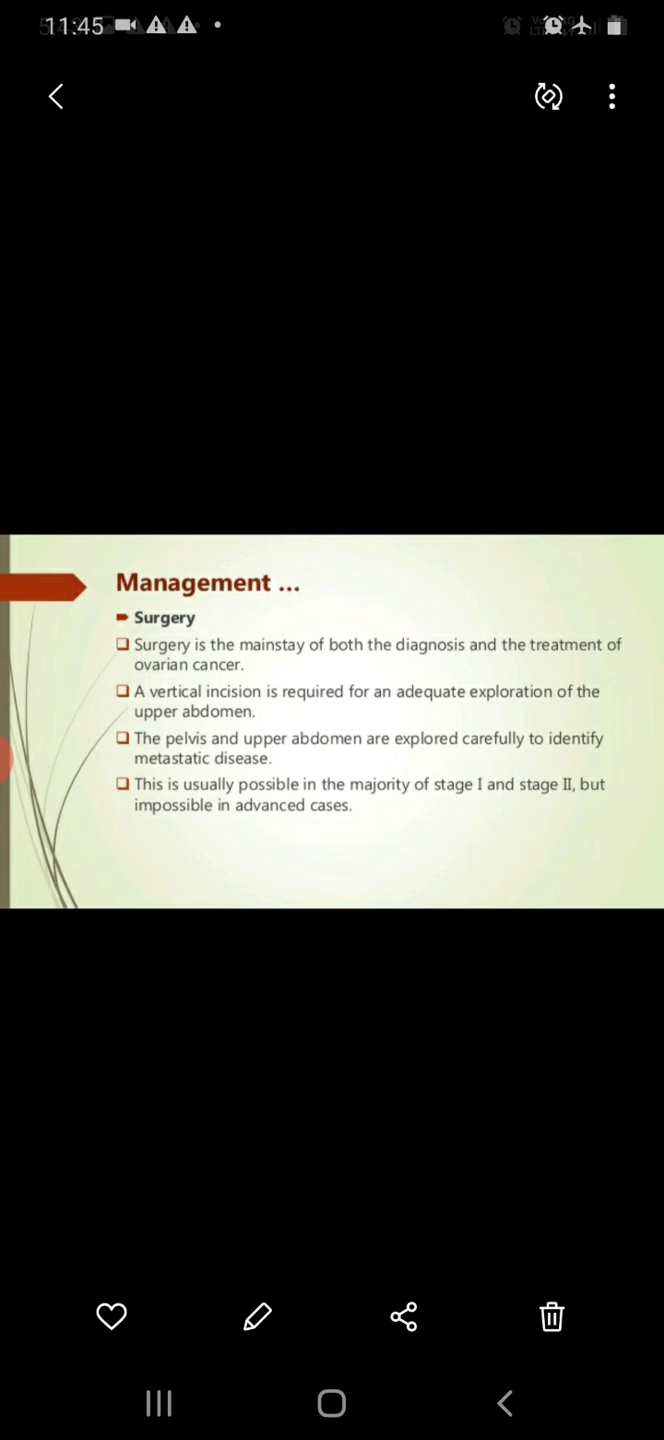 11:45
Management ...
Surgery
Surgery is the mainstay of both the diagnosis and the treatment of
ovarian cancer.
A vertical incision is required for an adequate exploration of the
upper abdomen.
The pelvis and upper abdomen are explored carefully to identify
metastatic disease.
This is usually possible in the majority of stage I and stage II, but
impossible in advanced cases.